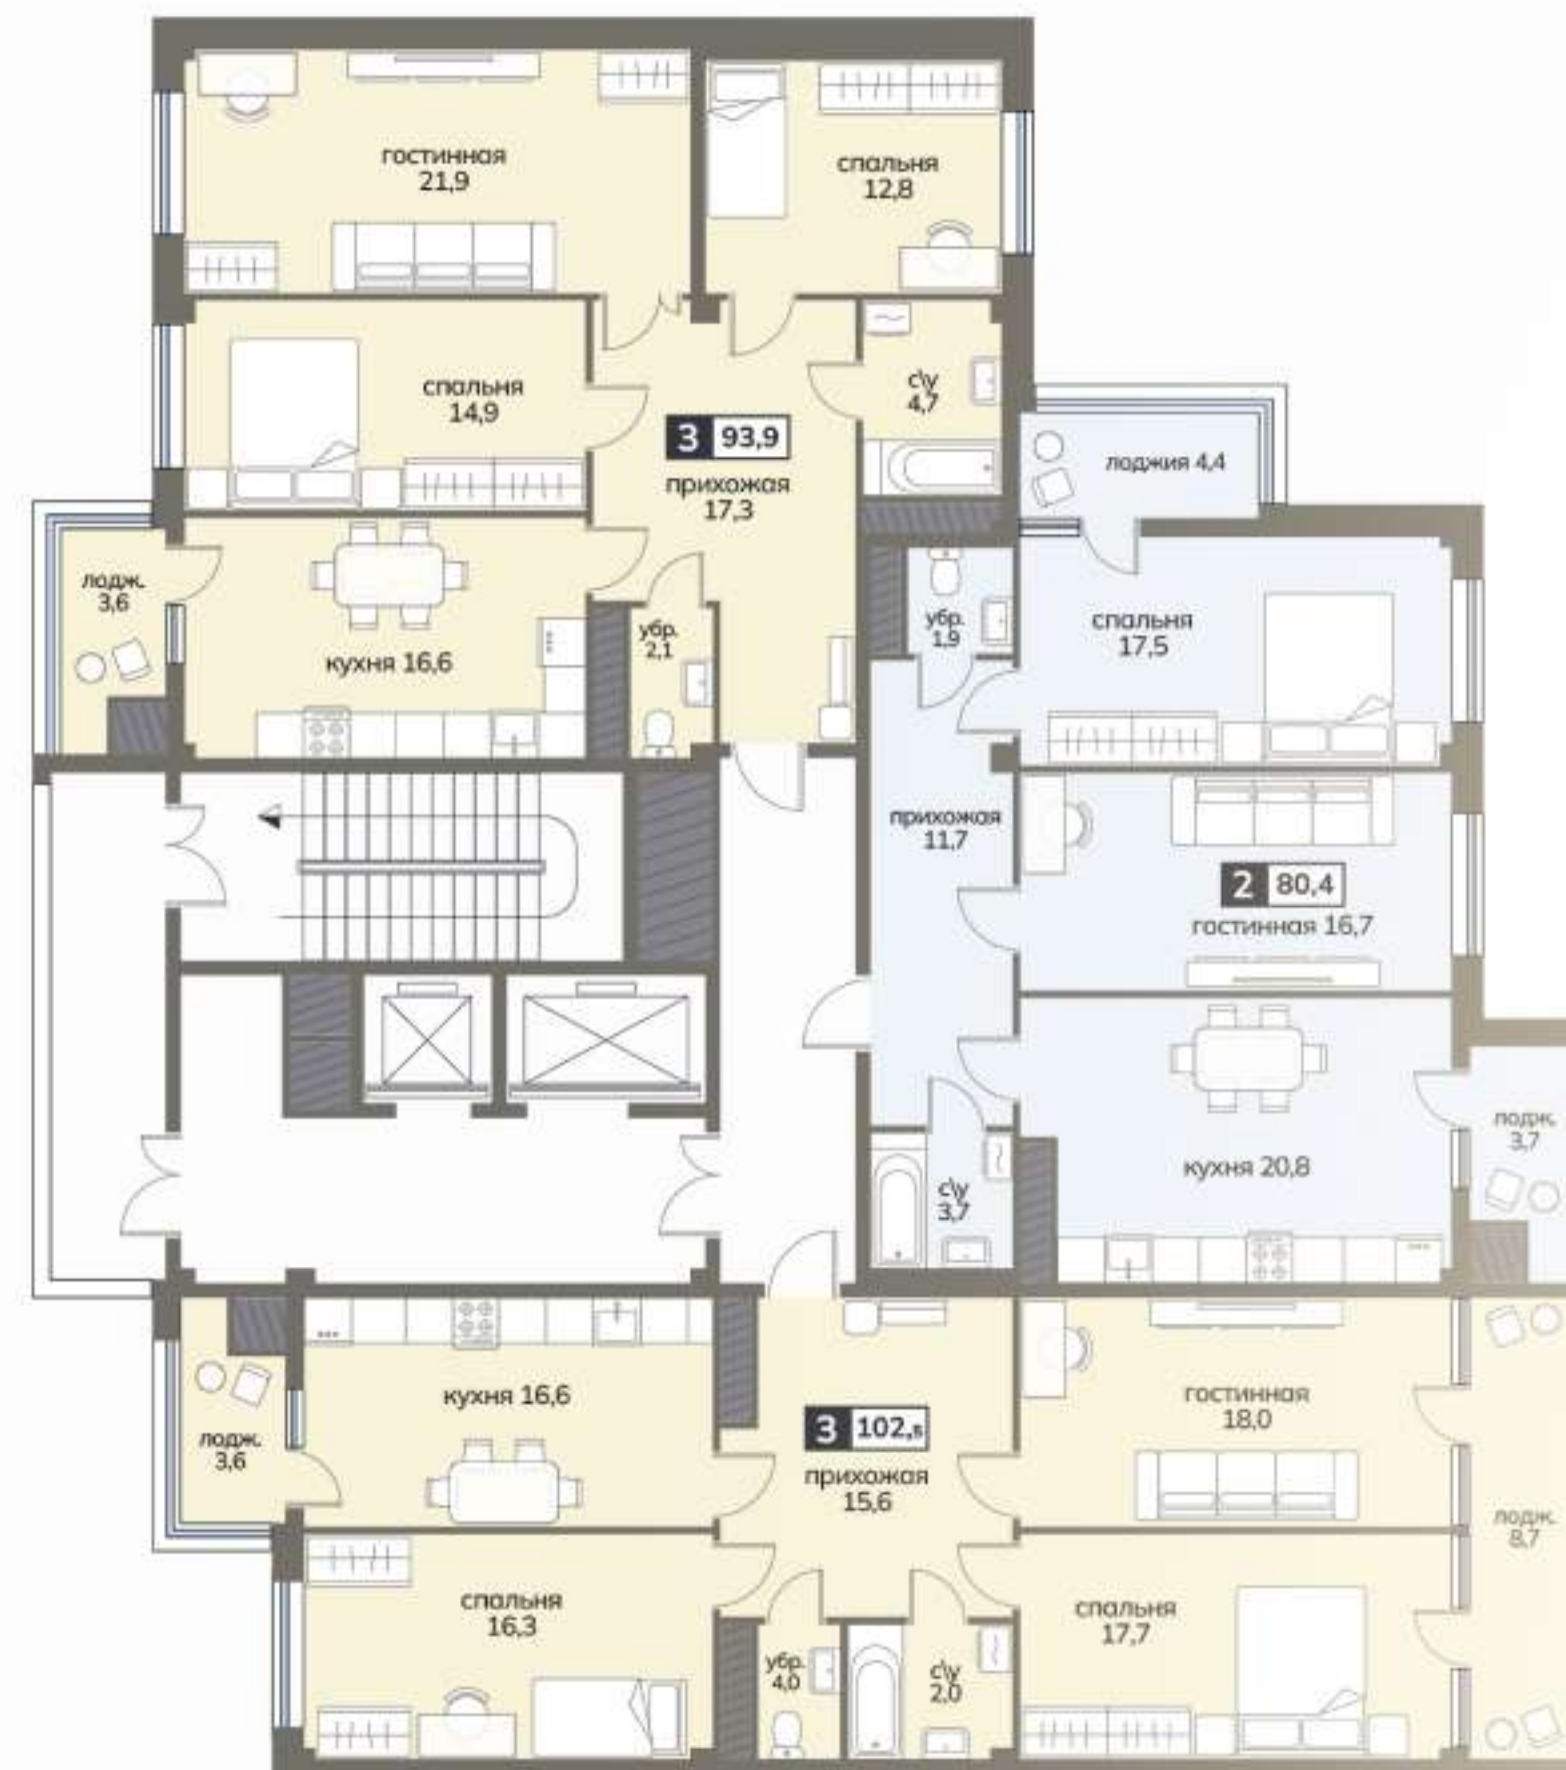 гостинная
21,9
спальня
12,8
спальня
14,9
с\у
4,7
3 93,9
прихожая
17,3
лоджия 4,4
лодж.
3,6
кухня 16,6
убр.
2,1
убр.
1,9
спальня
17,5
прихожая
11,7
2 80,4
гостинная 16,7
лодж.
3,7
кухня 20,8
с\у
3,7
кухня 16,6
лодж.
3,6
3 102,5
прихожая
15,6
гостинная
18,0
лодж.
8,7
спальня
16,3
убр.
4,0
с\у
2,0
спальня
17,7